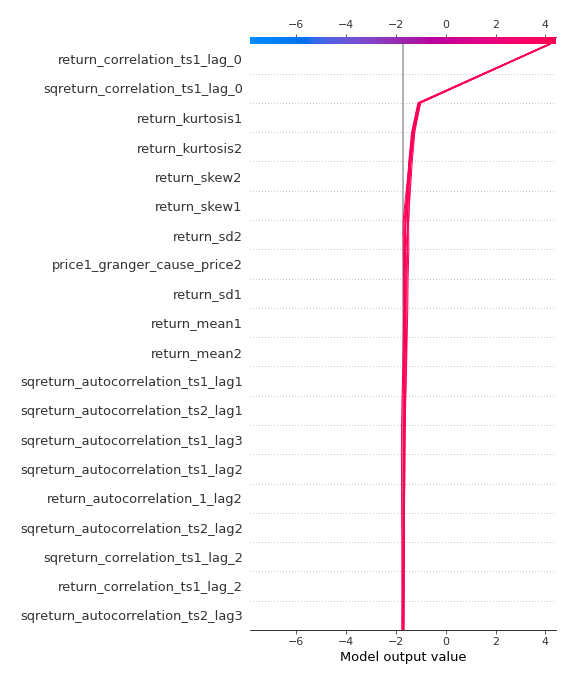 −6 −4 −2 0 2 4
return_correlation_ts1_lag_0
sqreturn_correlation_ts1_lag_0
return_kurtosis1
return_kurtosis2
return_skew2
return_skew1
return_sd2
price1_granger_cause_price2
return_sd1
return_mean1
return_mean2
sqreturn_autocorrelation_ts1_lag1
sqreturn_autocorrelation_ts2_lag1
sqreturn_autocorrelation_ts1_lag3
sqreturn_autocorrelation_ts1_lag2
return_autocorrelation_1_lag2
sqreturn_autocorrelation_ts2_lag2
sqreturn_correlation_ts1_lag_2
return_correlation_ts1_lag_2
sqreturn_autocorrelation_ts2_lag3
−6 −4 −2 0 2 4
Model output value